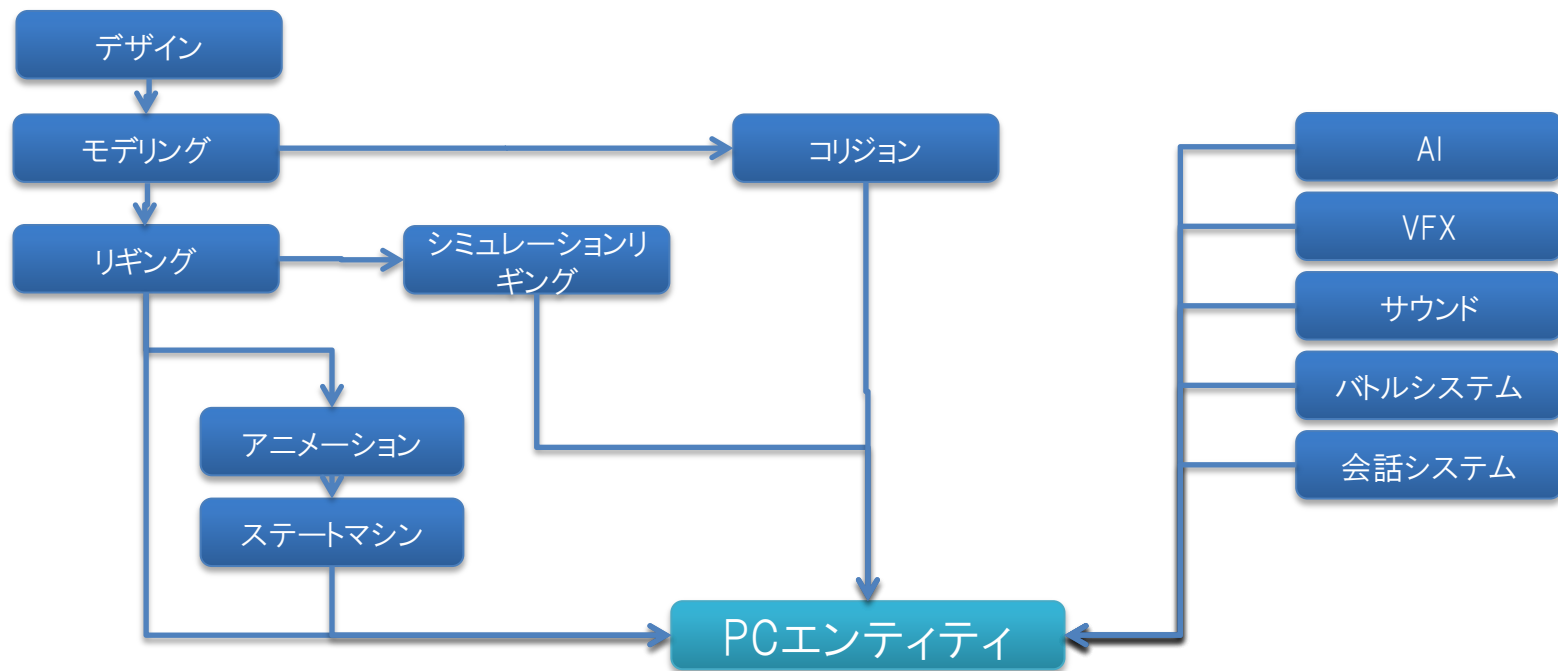 デザイン
モデリング
コリジョン
AI
リギング
シミュレーションリ
ギング
VFX
サウンド
バトルシステム
アニメーション
会話システム
ステートマシン
PCエンティティ